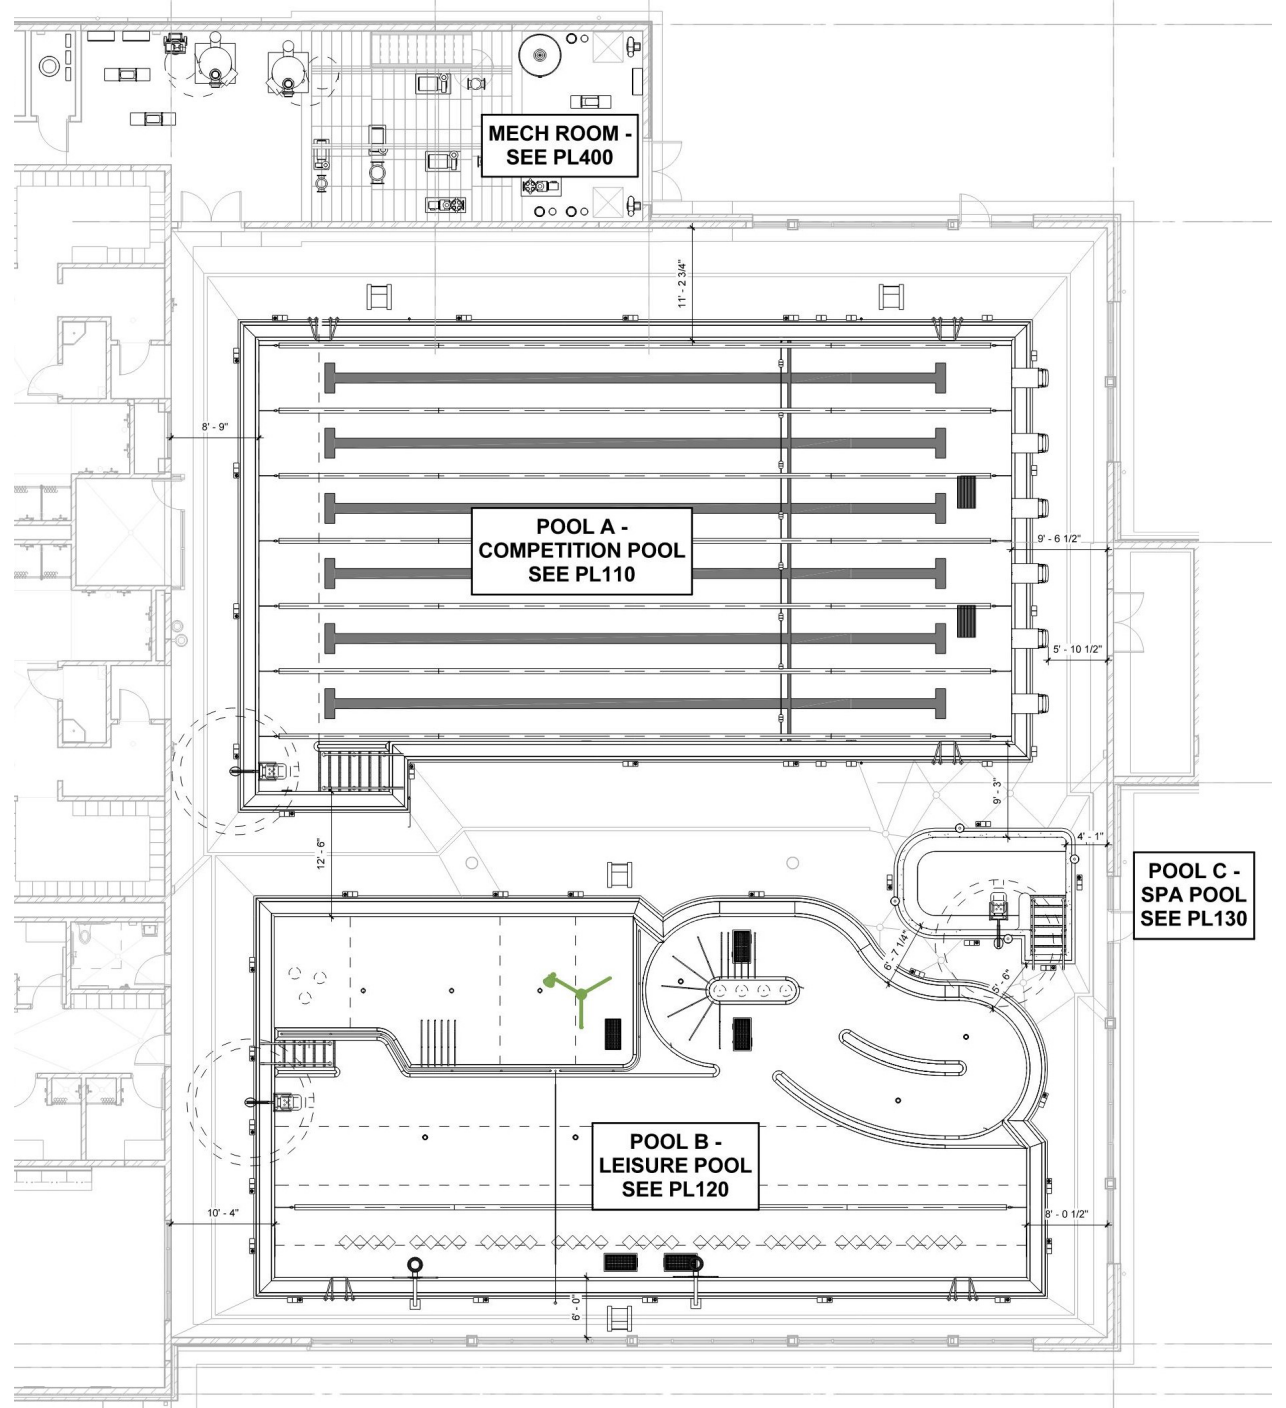 MECH ROOM -
SEE PL400
11' - 2 3/4"
8' - 9"
POOL A -
COMPETITION POOL
SEE PL110
9' - 6 1/2"
5' - 10 1/2"
9' - 3"
12' - 6"
4' - 1"
POOL C -
SPA POOL
SEE PL130
6' - 7 1/4"
5' - 6"
POOL B -
LEISURE POOL
SEE PL120
10' - 4"
8' - 0 1/2"
6' - 0"